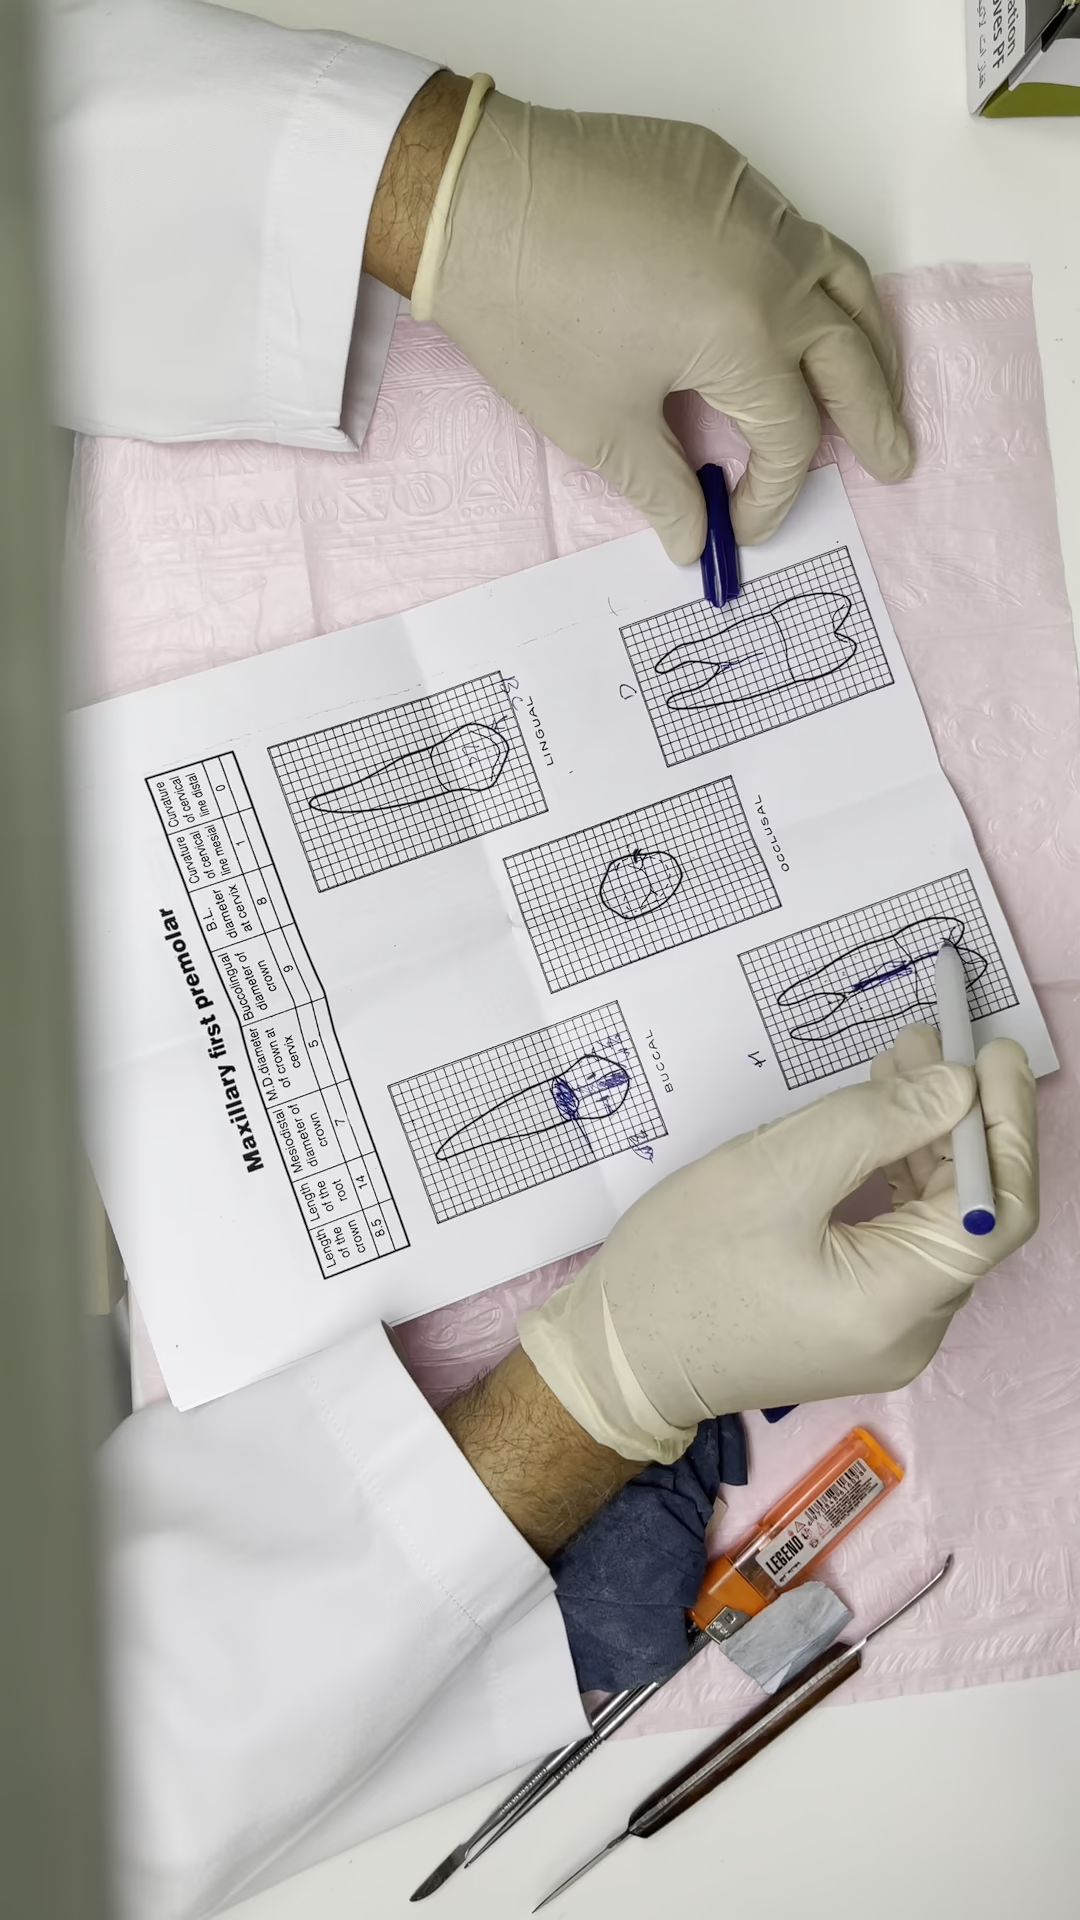 Maxillary first premolar
Length of the crown
Length of the root
Mesiodistal diameter of crown
M.D.diameter of crown at cervix
Buccolingual diameter of crown
B.L. diameter at cervix
Curvature of cervical line mesial
Curvature of cervical line distal
8.5 14 7 5 9 8 1 0
BUCCAL
LINGUAL
OCCLUSAL
M
D
LEGEND